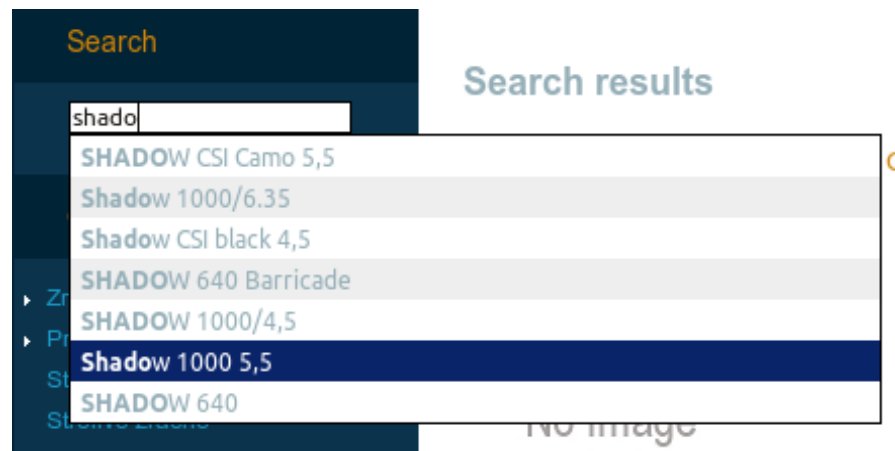 Search
Search results
shado
SHADOW CSI Camo 5,5
Shadow 1000/6.35
Shadow CSI black 4,5
SHADOW 640 Barricade
SHADOW 1000/4,5
Shadow 1000 5,5
SHADOW 640
No image